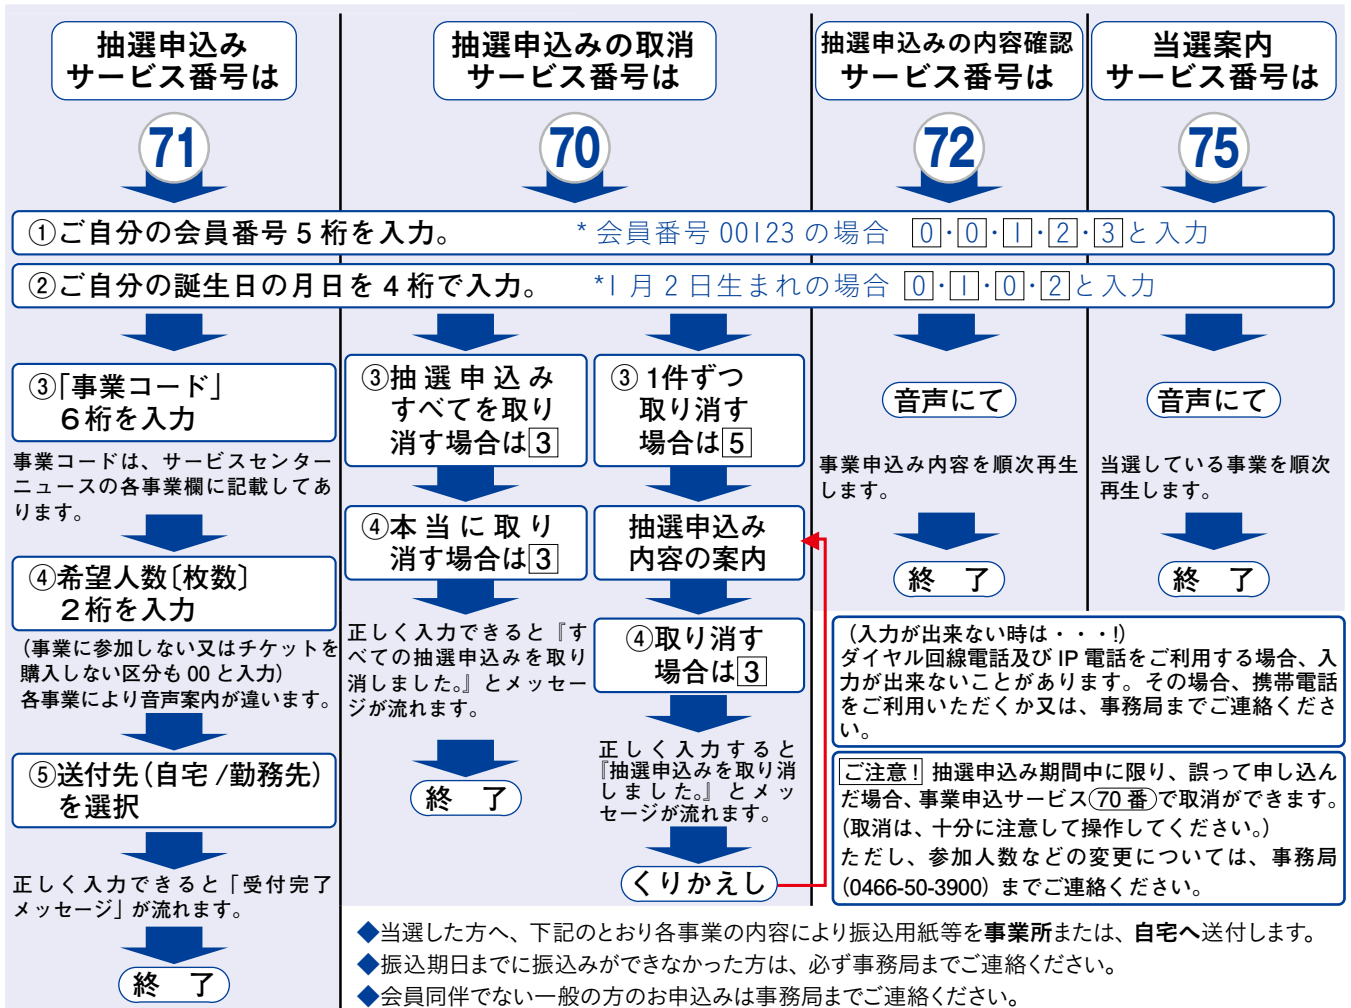 抽選申込み
サービス番号は
71
抽選申込みの取消
サービス番号は
70
抽選申込みの内容確認
サービス番号は
72
当選案内
サービス番号は
75
①ご自分の会員番号5桁を入力。 *会員番号00123の場合 0・0・1・2・3と入力
②ご自分の誕生日の月日を4桁で入力。 *1月2日生まれの場合 0・1・0・2と入力
③「事業コード」
6桁を入力
事業コードは、サービスセンター
ニュースの各事業欄に記載してあ
ります。
④希望人数〔枚数〕
2桁を入力
(事業に参加しない又はチケットを
購入しない区分も00と入力)
各事業により音声案内が違います。
⑤送付先(自宅/勤務先)
を選択
正しく入力できると「受付完了
メッセージ」が流れます。
終 了
③抽選申込み
すべてを取り
消す場合は3
④本当に取り
消す場合は3
正しく入力できると『す
べての抽選申込みを取り
消しました。』とメッセー
ジが流れます。
終 了
③1件ずつ
取り消す
場合は5
抽選申込み
内容の案内
④取り消す
場合は3
正しく入力すると
『抽選申込みを取り消
しました。』とメッ
セージが流れます。
くりかえし
音声にて
事業申込み内容を順次再生
します。
終 了
音声にて
当選している事業を順次
再生します。
終 了
(入力が出来ない時は・・・!)
ダイヤル回線電話及びIP電話をご利用する場合、入
力が出来ないことがあります。その場合、携帯電話
をご利用いただくか又は、事務局までご連絡くださ
い。
ご注意! 抽選申込み期間中に限り、誤って申し込ん
だ場合、事業申込サービス70番で取消ができます。
(取消は、十分に注意して操作してください。)
ただし、参加人数などの変更については、事務局
(0466-50-3900)までご連絡ください。
◆当選した方へ、下記のとおり各事業の内容により振込用紙等を事業所または、自宅へ送付します。
◆振込期日までに振込みができなかった方は、必ず事務局までご連絡ください。
◆会員同伴でない一般の方のお申込みは事務局までご連絡ください。